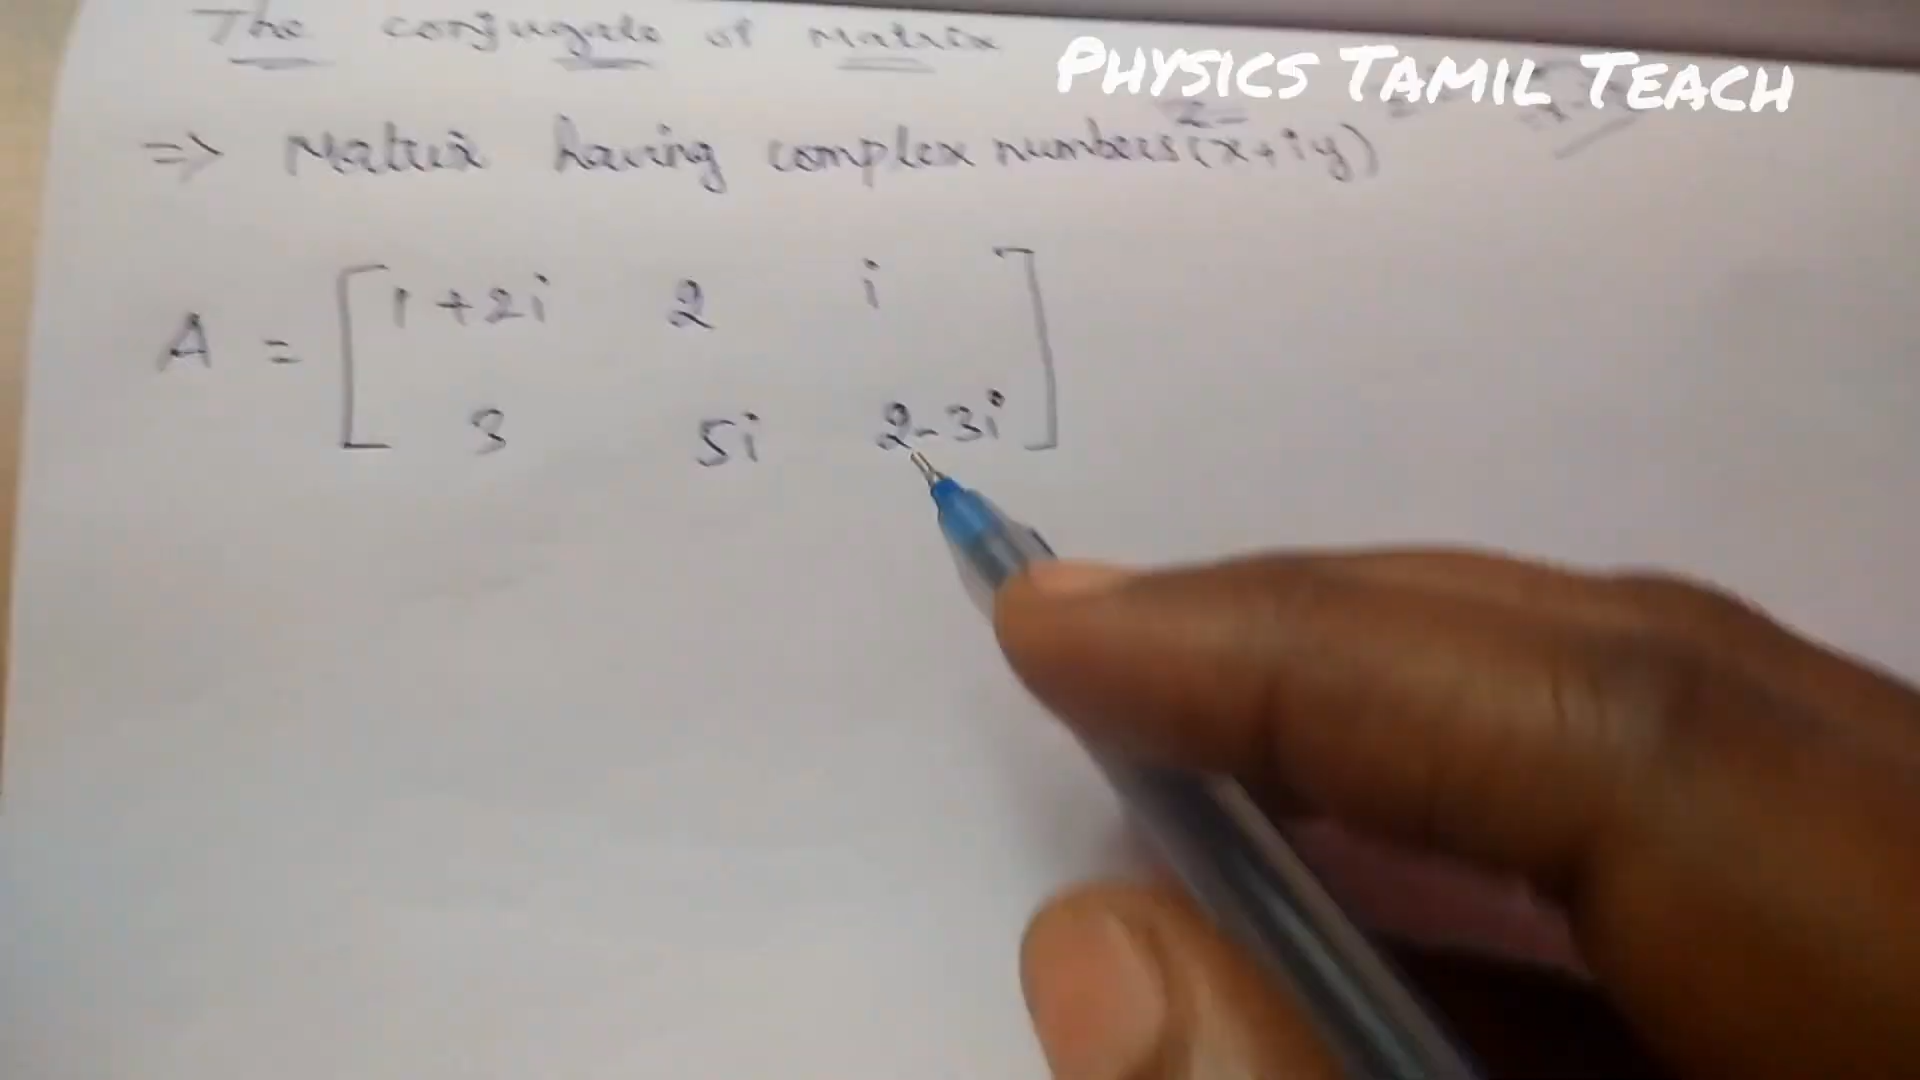 The conjugate of Matrix
PHYSICS TAMIL TEACH
z =
=> Matrix having complex numbers (x+iy)
A = [ 1+2i 2 i
3 5i 2-3i ]